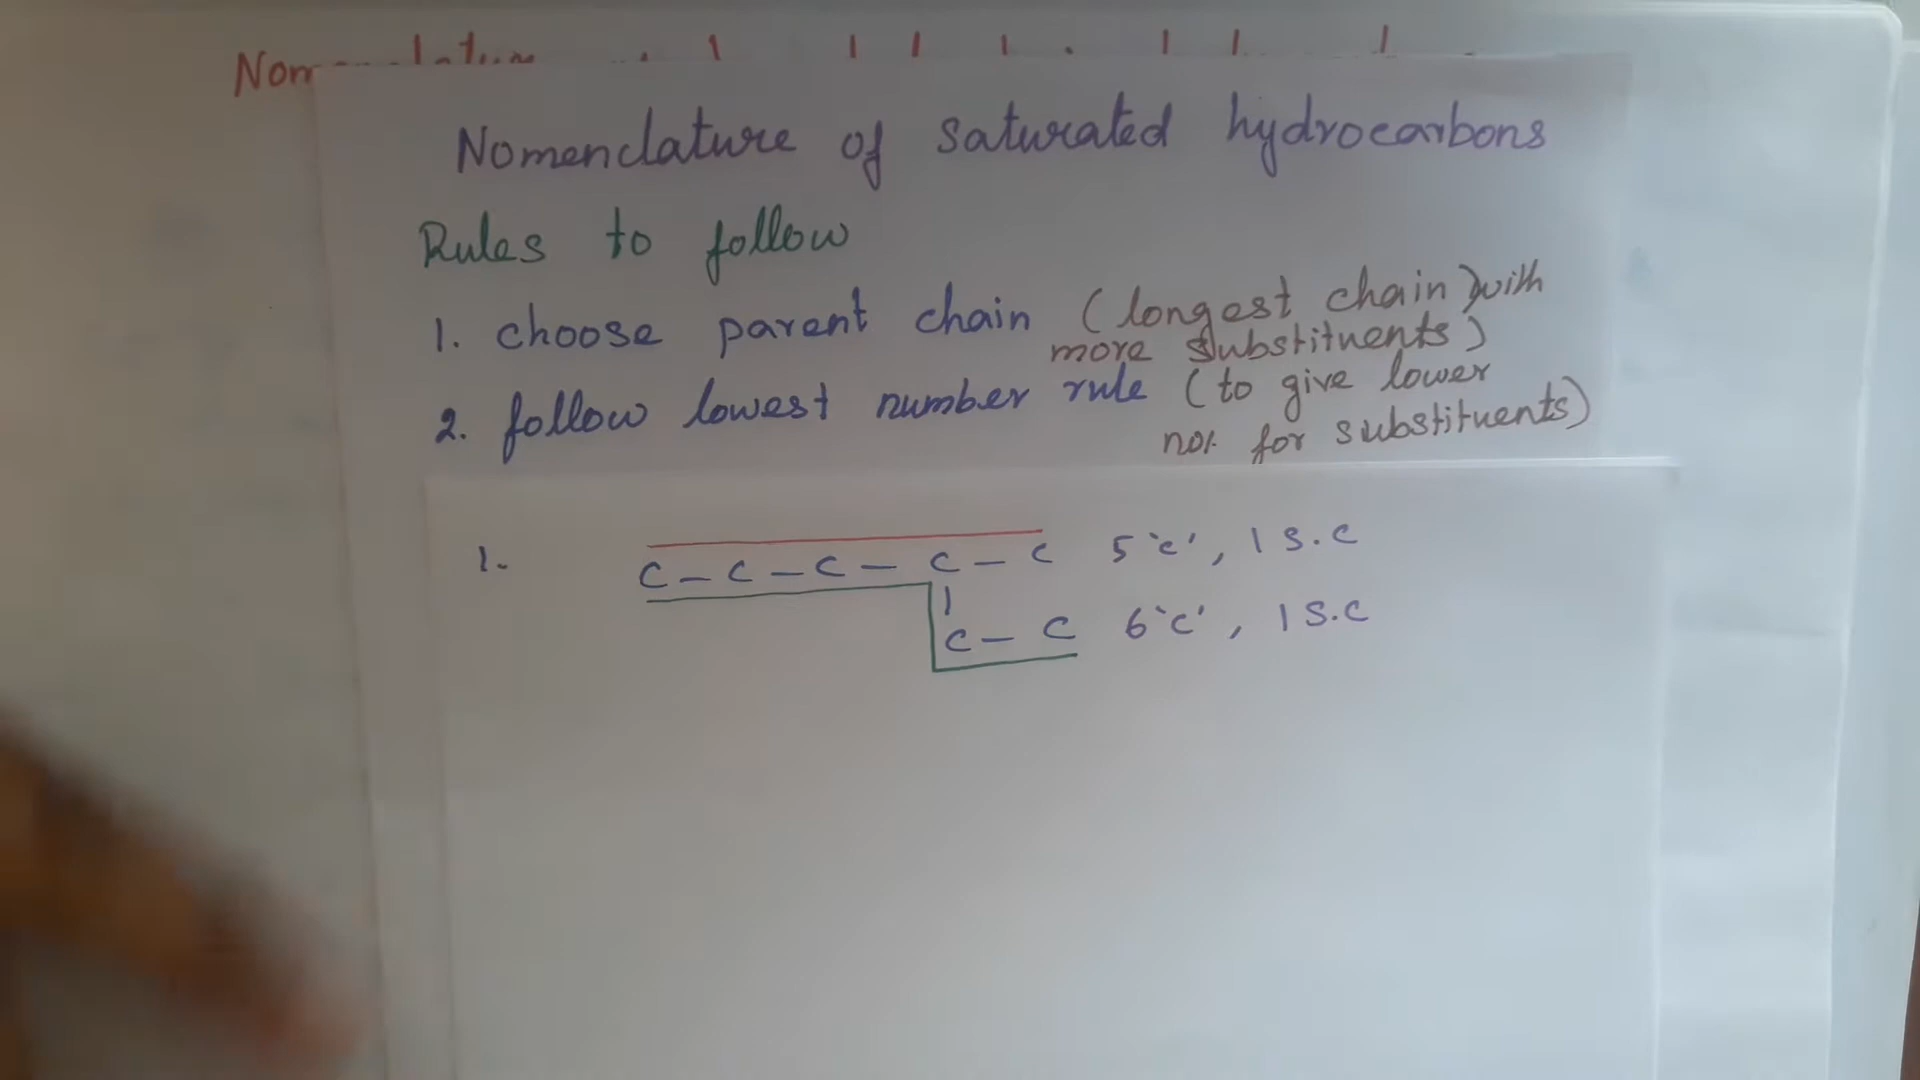 Nomenclature of saturated hydrocarbons
Rules to follow
1. choose parent chain (longest chain) with
more substituents)
2. follow lowest number rule (to give lower
no. for substituents)
1. C - C - C - C - C 5 'c', 1 S.C
|
C - C 6 'c', 1 S.C